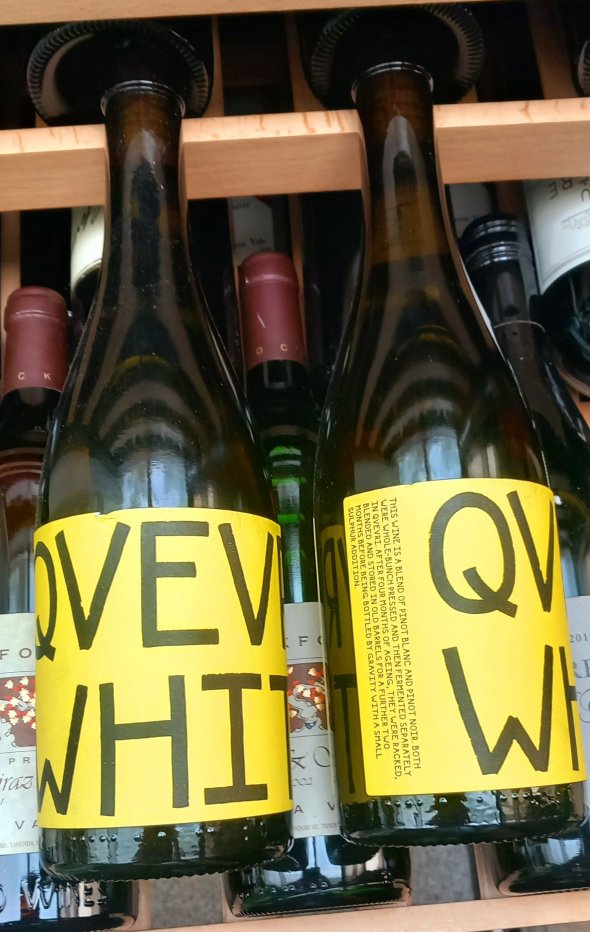 QVEV
WHIT
THIS WINE IS A BLEND OF PINOT BLANC AND PINOT NOIR. BOTH
WERE WHOLE-BUNCH PRESSED AND THEN FERMENTED SEPARATELY
IN QVEVRI. AFTER FOUR MONTHS OF AGEING, THEY WERE RACKED,
BLENDED AND STORED IN OLD BARRELS FOR A FURTHER TWO
MONTHS BEFORE BEING BOTTLED BY GRAVITY WITH A SMALL
SULPHUR ADDITION.
QV
WH
C K
O C